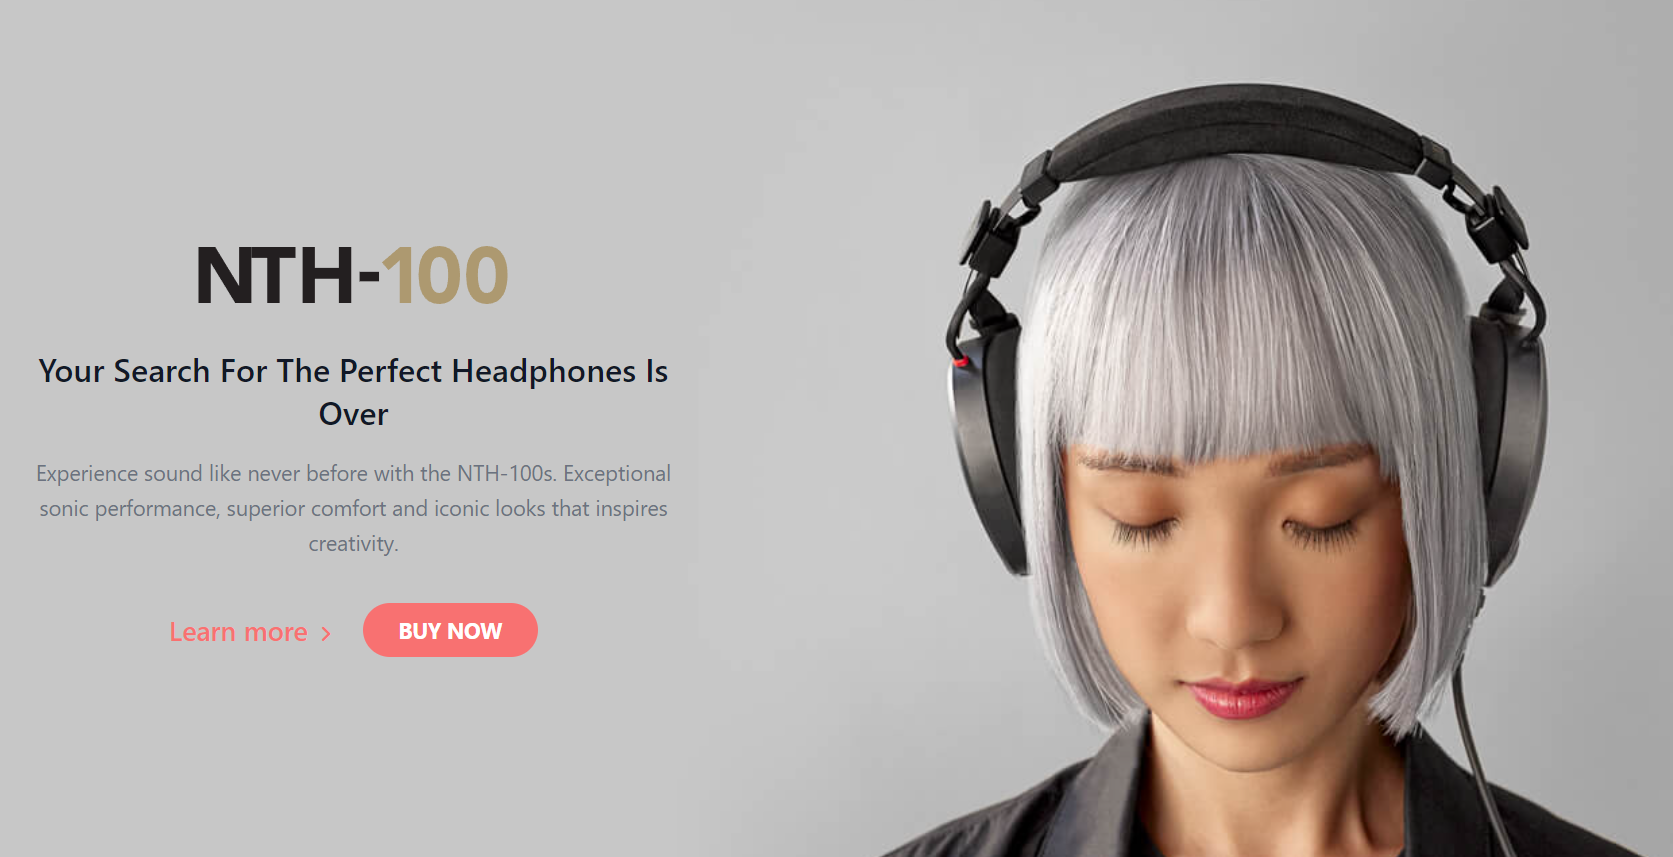 NTH-100
Your Search For The Perfect Headphones Is
Over
Experience sound like never before with the NTH-100s. Exceptional
sonic performance, superior comfort and iconic looks that inspires
creativity.
Learn more >
BUY NOW